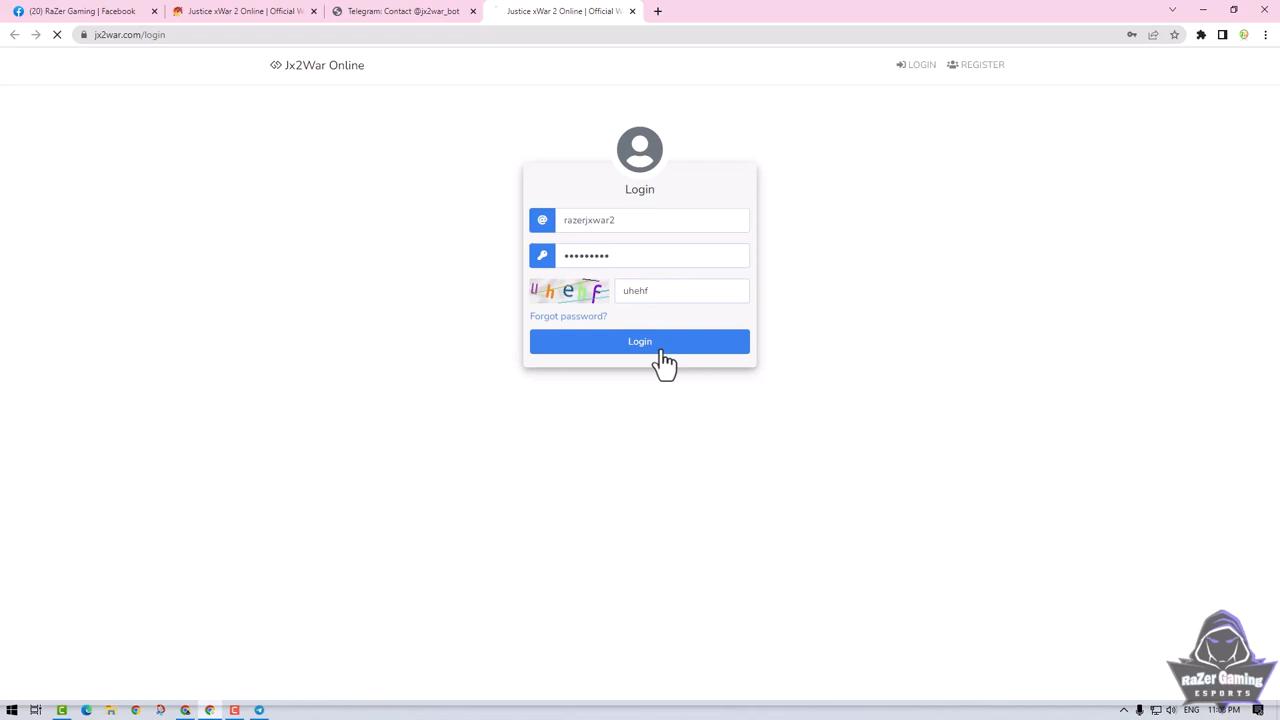 (20) RaZer Gaming | Facebook
Justice xWar 2 Online | Official W
Telegram: Contact @jx2war_bot
Justice xWar 2 Online | Official W
jx2war.com/login
Jx2War Online
LOGIN
REGISTER
Login
razerjxwar2
uhehf
uhehf
Forgot password?
Login
RaZer Gaming
ESPORTS
ENG